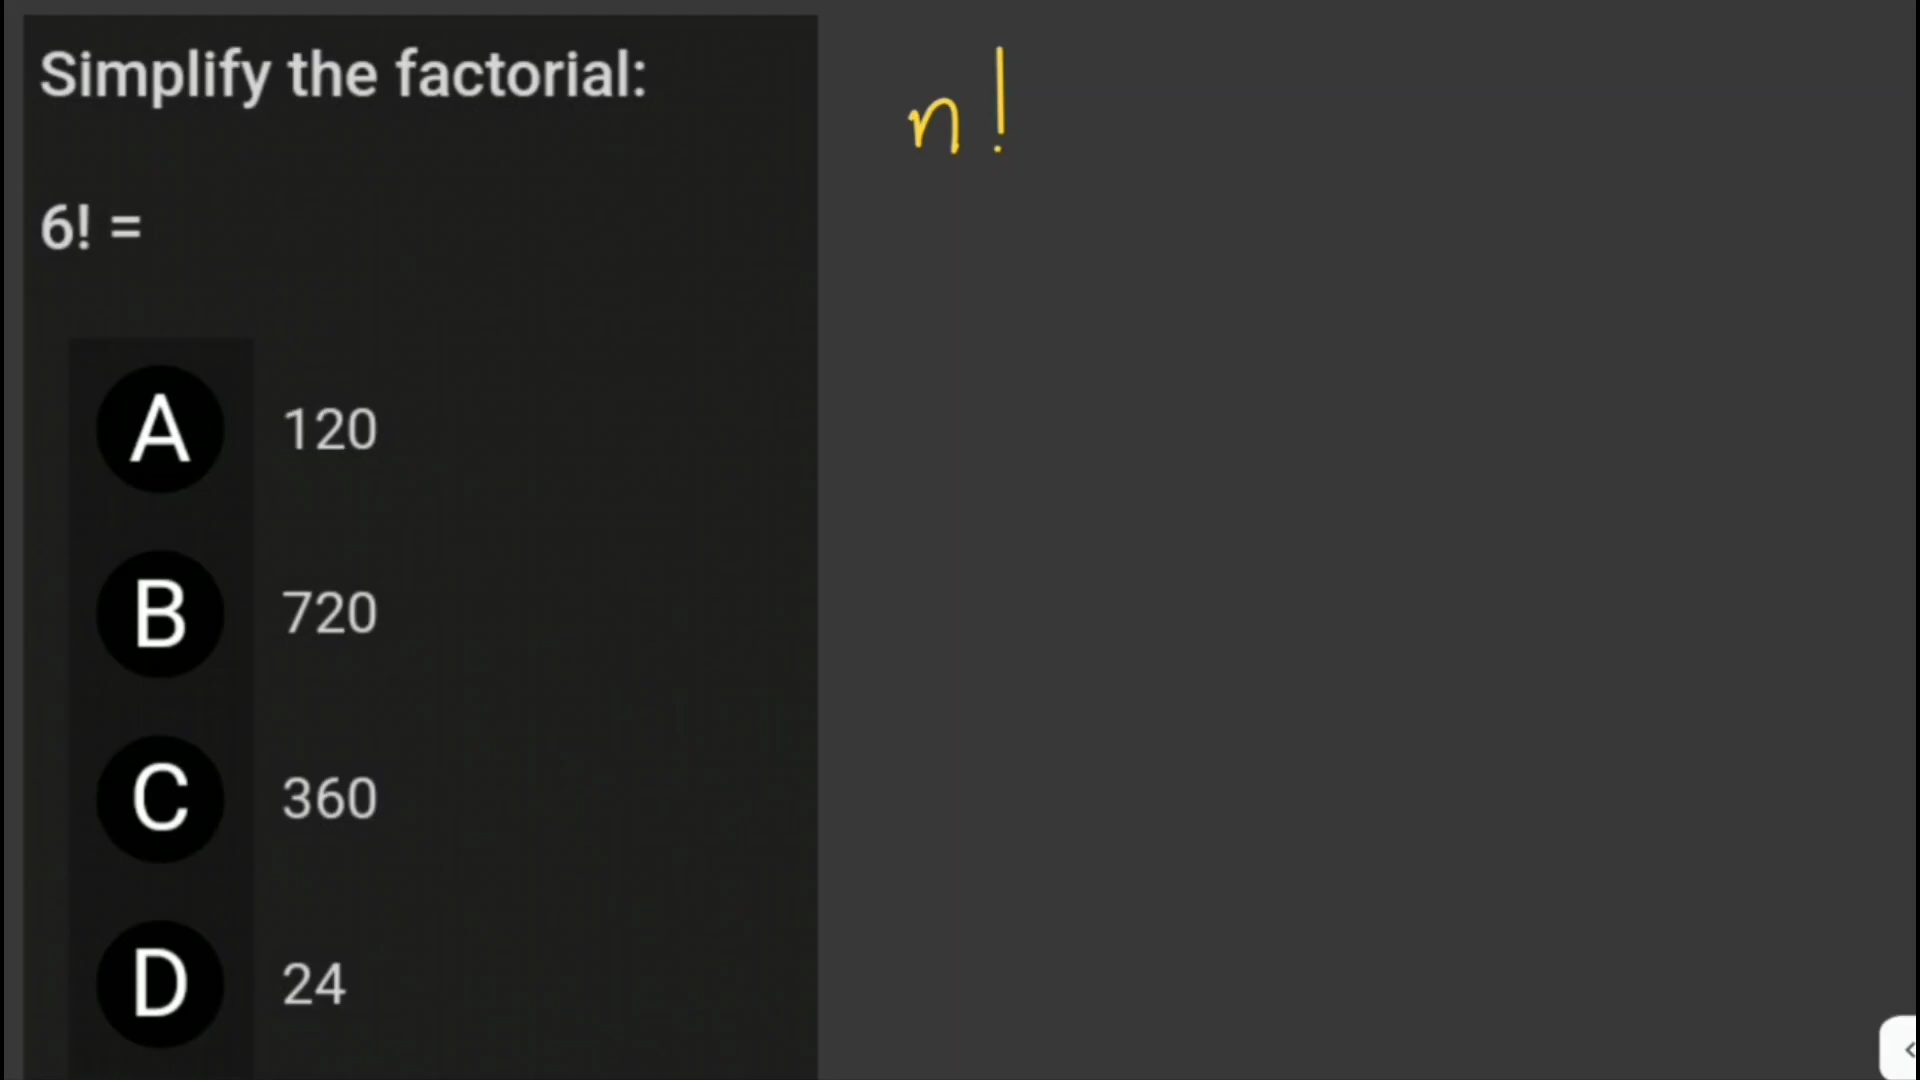 Simplify the factorial:
n!
6! =
A 120
B 720
C 360
D 24
<